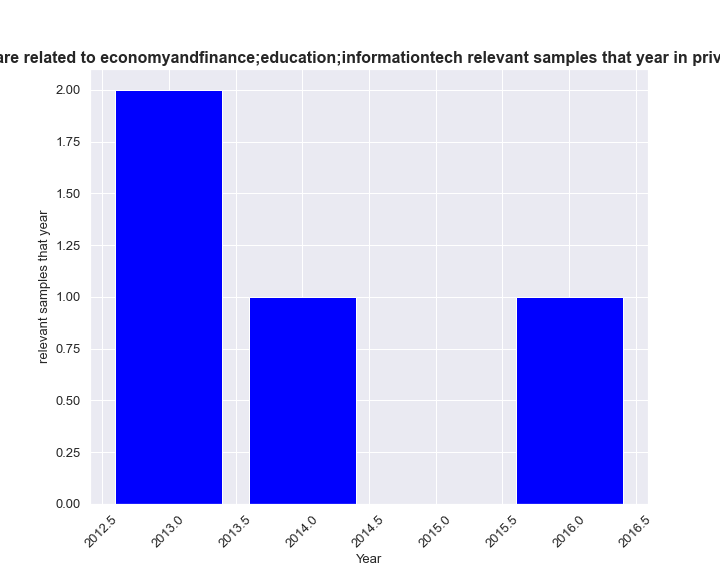 are related to economyandfinance;education;informationtech relevant samples that year in priv
2.00
1.75
1.50
1.25
1.00
0.75
0.50
0.25
0.00
relevant samples that year
2012.5 2013.0 2013.5 2014.0 2014.5 2015.0 2015.5 2016.0 2016.5
Year